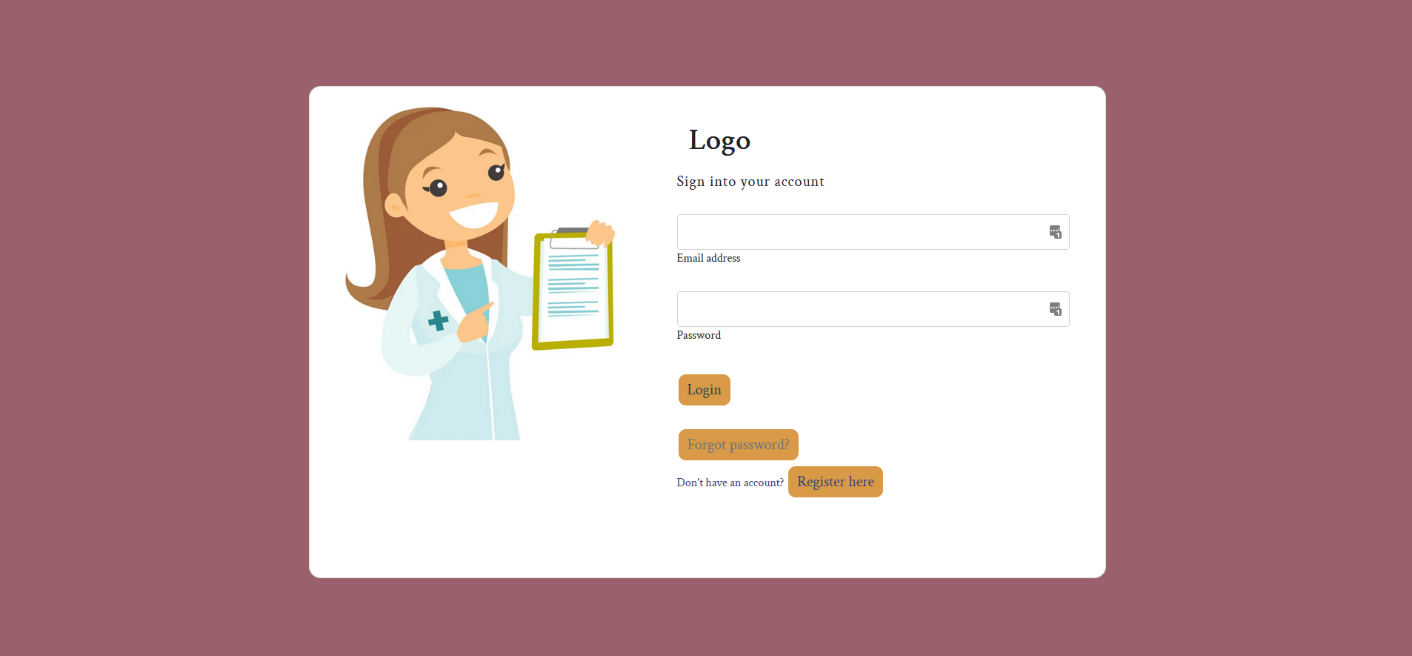 Logo
Sign into your account
Email address
Password
Login
Forgot password?
Don't have an account? Register here